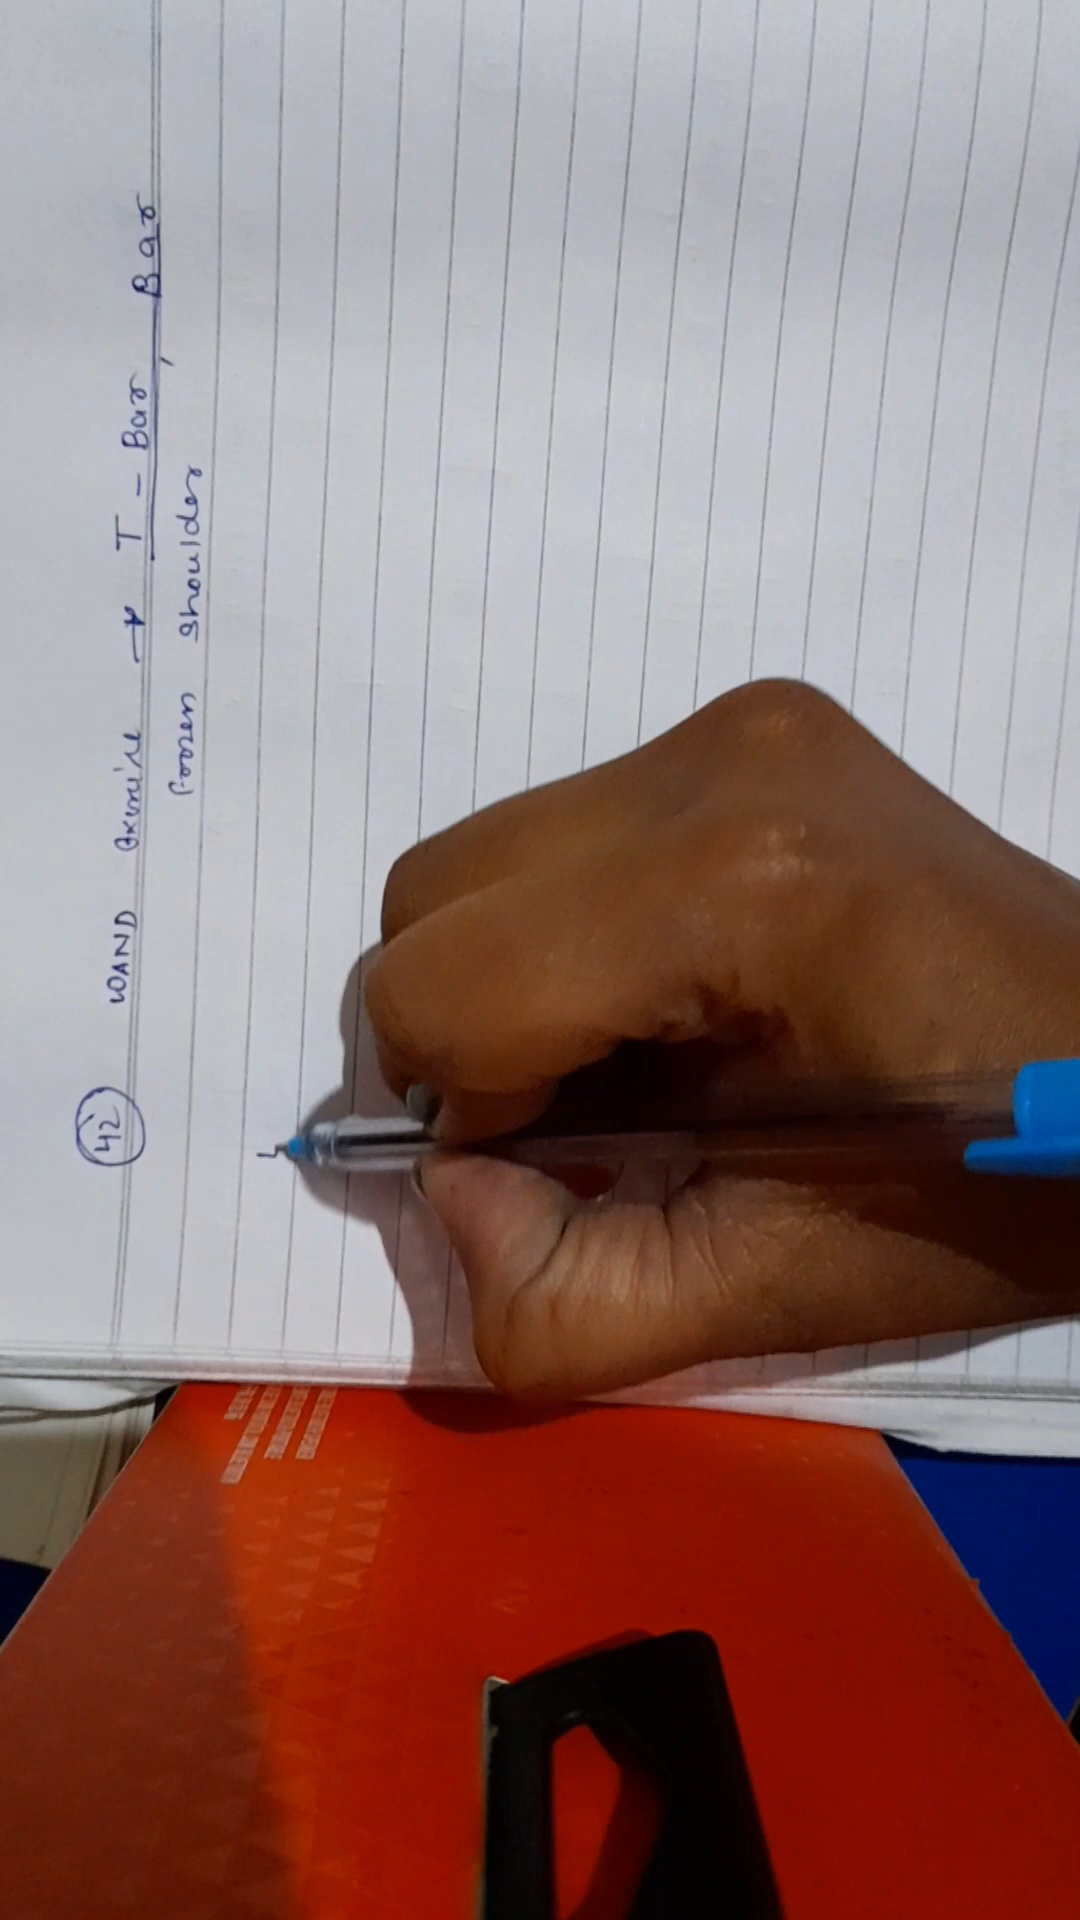 42 WAND exercise → T - Bar, Bar
frozen shoulder